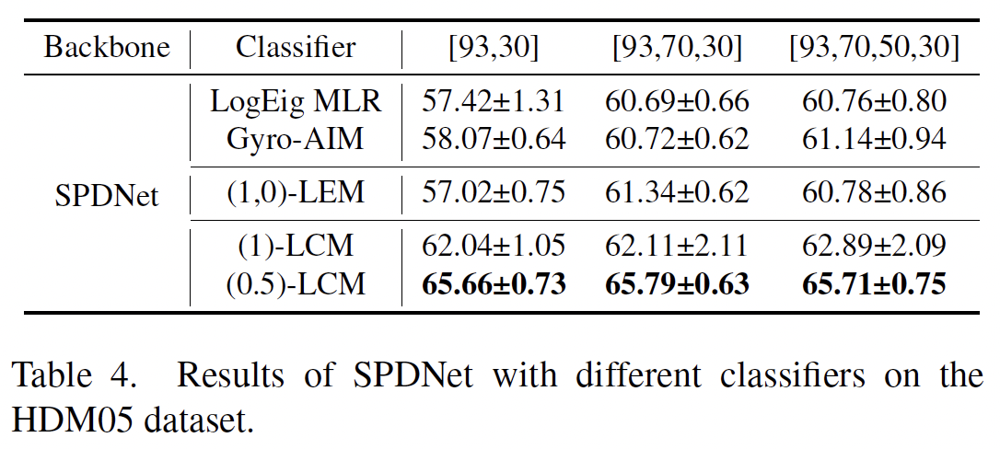 Backbone Classifier [93,30] [93,70,30] [93,70,50,30]
LogEig MLR 57.42±1.31 60.69±0.66 60.76±0.80
Gyro-AIM 58.07±0.64 60.72±0.62 61.14±0.94
SPDNet (1,0)-LEM 57.02±0.75 61.34±0.62 60.78±0.86
(1)-LCM 62.04±1.05 62.11±2.11 62.89±2.09
(0.5)-LCM 65.66±0.73 65.79±0.63 65.71±0.75
Table 4. Results of SPDNet with different classifiers on the
HDM05 dataset.